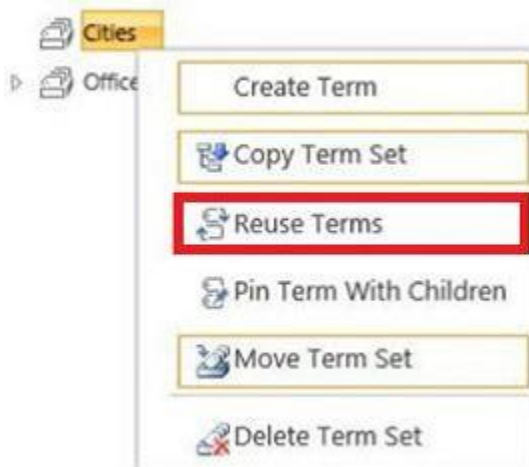 Cities
Office
Create Term
Copy Term Set
Reuse Terms
Pin Term With Children
Move Term Set
Delete Term Set